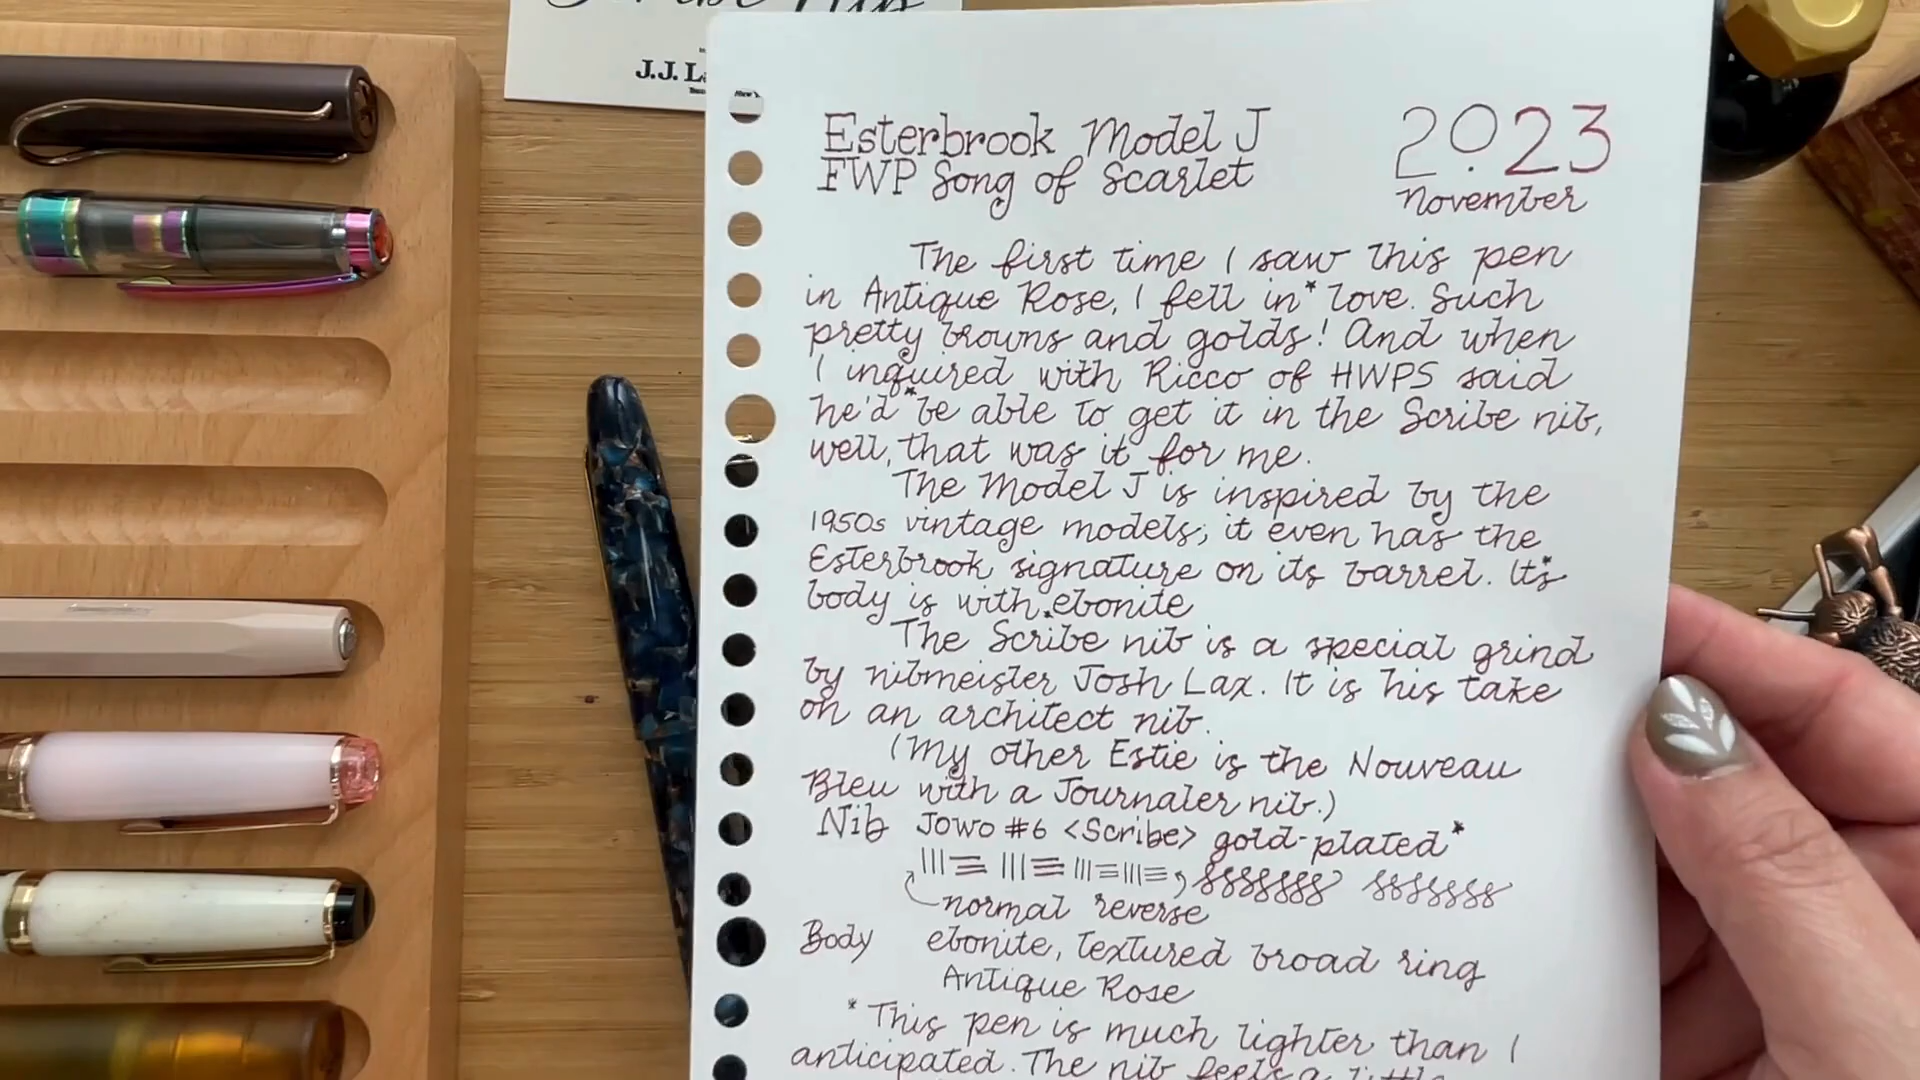 J.J. La
New Y
Esterbrook Model J
FWP Song of Scarlet
2023
November
The first time I saw this pen
in Antique Rose, I fell in* love. Such
pretty browns and golds! And when
I inquired with Ricco of HWPS said
he'd *be able to get it in the Scribe nib,
well, that was it for me.
The Model J is inspired by the
1950s vintage models; it even has the
Esterbrook signature on its barrel. It's
body is with ebonite
The Scribe nib is a special grind
by nibmeister Josh Lax. It is his take
on an architect nib.
(My other Estie is the Nouveau
Bleu with a Journaler nib.)
Nib Jowo #6 <Scribe> gold-plated*
normal reverse
Body ebonite, textured broad ring
Antique Rose
*This pen is much lighter than I
anticipated. The nib feels a little